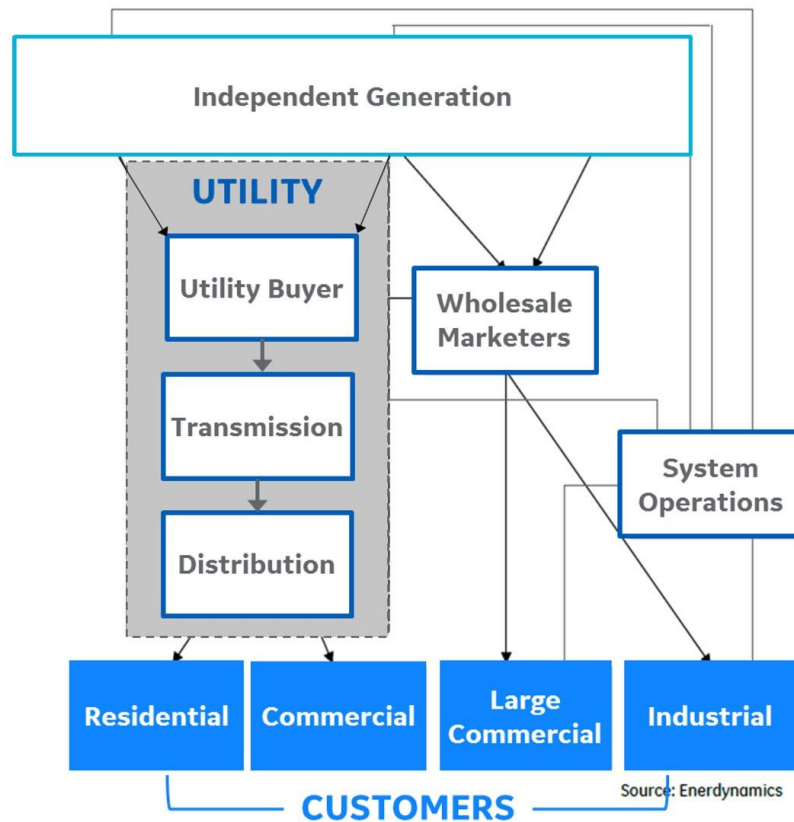 Independent Generation
UTILITY
Utility Buyer
Wholesale
Marketers
Transmission
System
Operations
Distribution
Residential
Commercial
Large
Commercial
Industrial
Source: Enerdynamics
CUSTOMERS